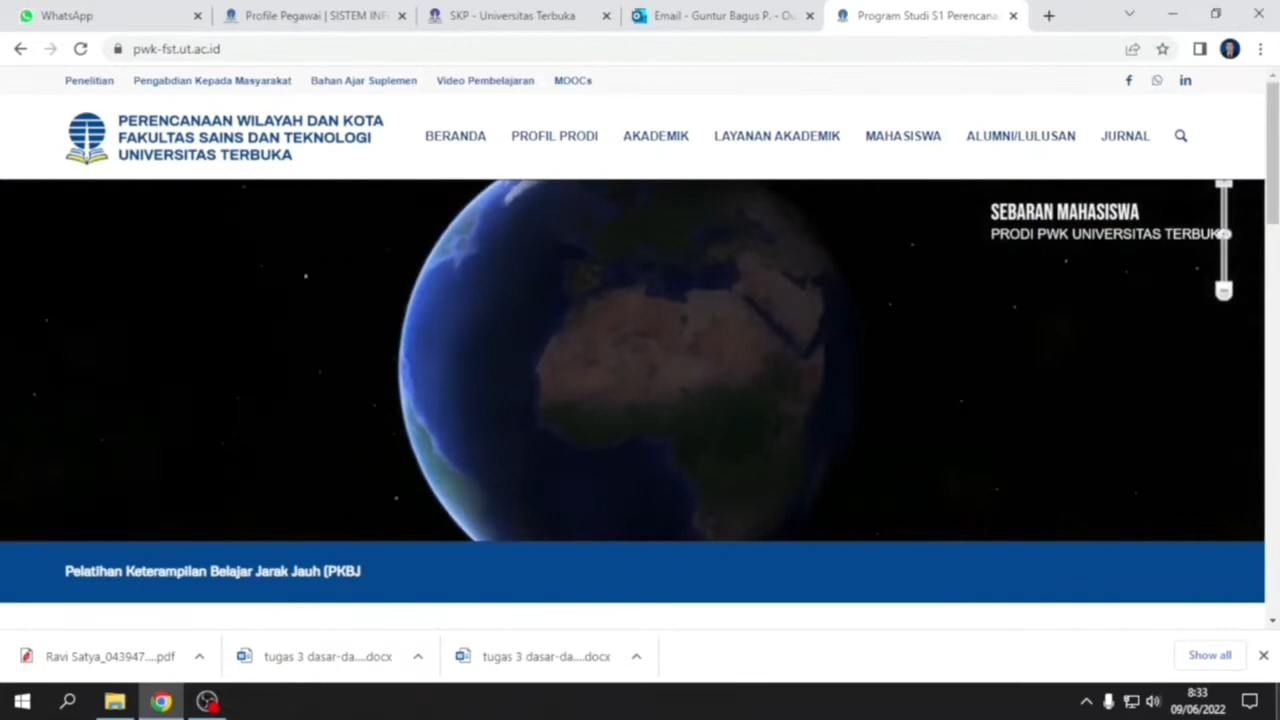 WhatsApp
Profile Pegawai | SISTEM INF
SKP - Universitas Terbuka
Email - Guntur Bagus P. - Ou
Program Studi S1 Perencana
pwk-fst.ut.ac.id
Penelitian
Pengabdian Kepada Masyarakat
Bahan Ajar Suplemen
Video Pembelajaran
MOOCs
PERENCANAAN WILAYAH DAN KOTA
FAKULTAS SAINS DAN TEKNOLOGI
UNIVERSITAS TERBUKA
BERANDA
PROFIL PRODI
AKADEMIK
LAYANAN AKADEMIK
MAHASISWA
ALUMNI/LULUSAN
JURNAL
SEBARAN MAHASISWA
PRODI PWK UNIVERSITAS TERBUKA
Pelatihan Keterampilan Belajar Jarak Jauh (PKBJ
Ravi Satya_043947....pdf
tugas 3 dasar-da....docx
tugas 3 dasar-da....docx
Show all
8:33
09/06/2022